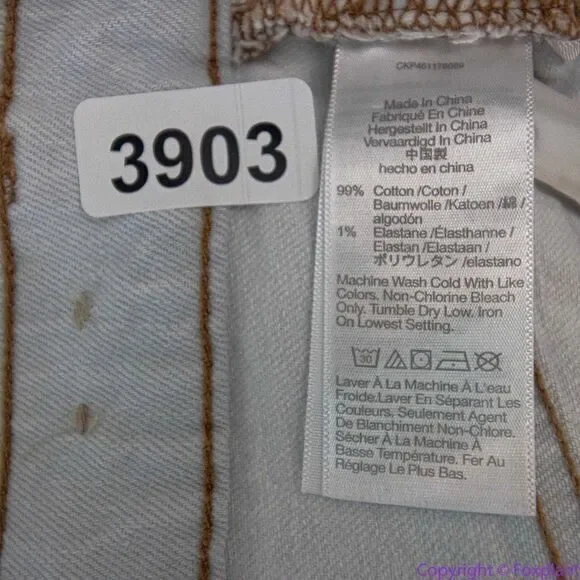 3903
CKP461178089
Made In China
Fabriqué En Chine
Hergestellt In China
Vervaardigd In China
中国製
hecho en china
99% Cotton /Coton /
Baumwolle /Katoen /綿 /
algodón
1% Elastane /Élasthanne /
Elastan /Elastaan /
ポリウレタン /elastano
Machine Wash Cold With Like
Colors. Non-Chlorine Bleach
Only. Tumble Dry Low. Iron
On Lowest Setting.
30
Laver À La Machine À L'eau
Froide.Laver En Séparant Les
Couleurs. Seulement Agent
De Blanchiment Non-Chlore.
Sécher À La Machine À
Basse Température. Fer Au
Réglage Le Plus Bas.
Copyright © Foxdiant